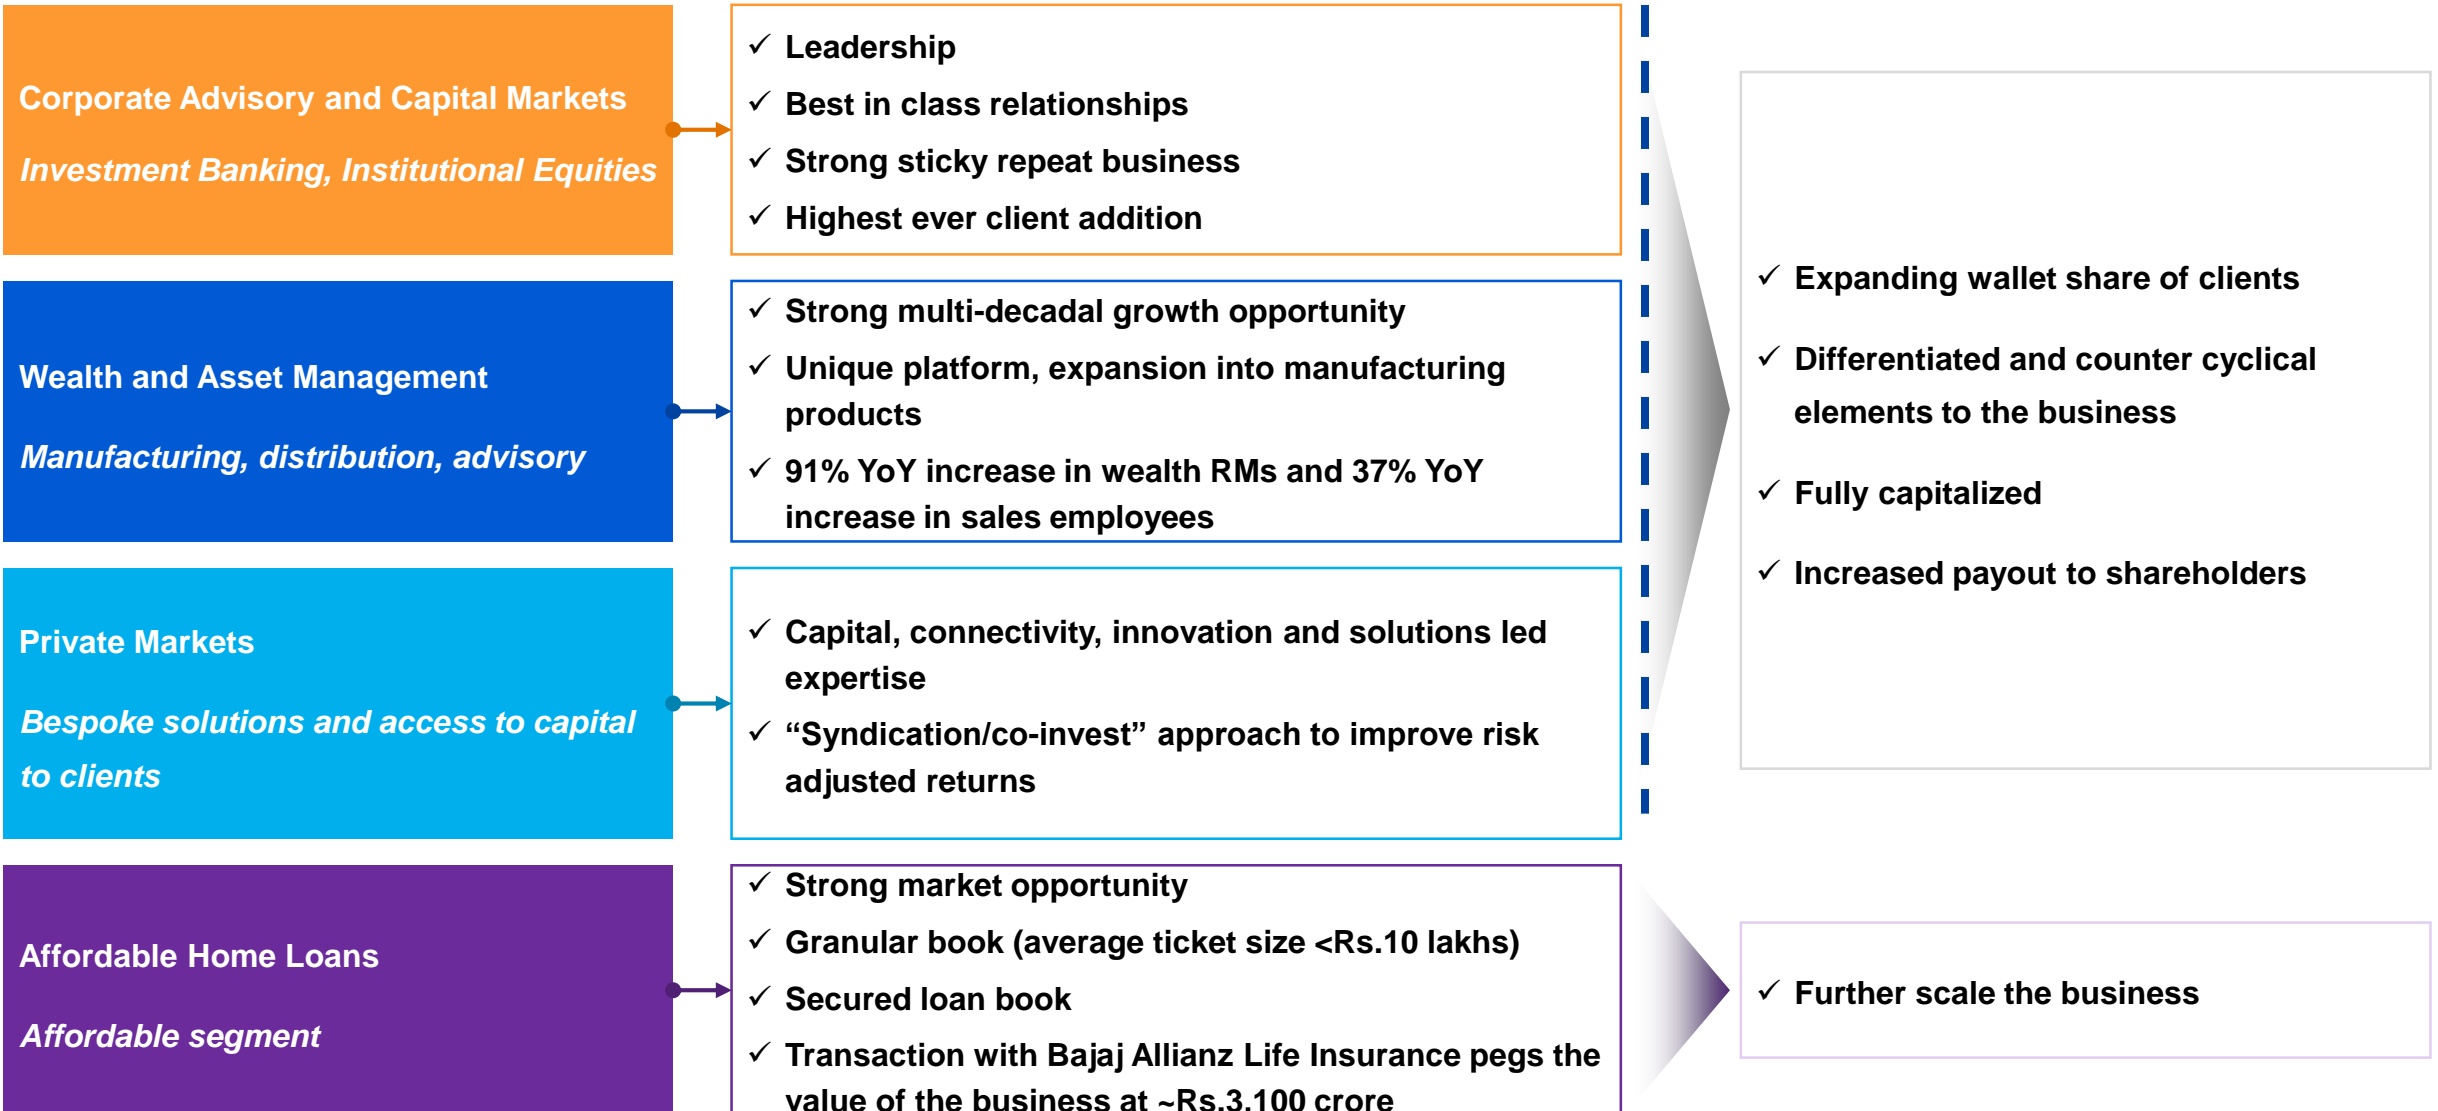 Corporate Advisory and Capital Markets
Investment Banking, Institutional Equities
✓ Leadership
✓ Best in class relationships
✓ Strong sticky repeat business
✓ Highest ever client addition
Wealth and Asset Management
Manufacturing, distribution, advisory
✓ Strong multi-decadal growth opportunity
✓ Unique platform, expansion into manufacturing
products
✓ 91% YoY increase in wealth RMs and 37% YoY
increase in sales employees
Private Markets
Bespoke solutions and access to capital
to clients
✓ Capital, connectivity, innovation and solutions led
expertise
✓ “Syndication/co-invest” approach to improve risk
adjusted returns
✓ Expanding wallet share of clients
✓ Differentiated and counter cyclical
elements to the business
✓ Fully capitalized
✓ Increased payout to shareholders
Affordable Home Loans
Affordable segment
✓ Strong market opportunity
✓ Granular book (average ticket size <Rs.10 lakhs)
✓ Secured loan book
✓ Transaction with Bajaj Allianz Life Insurance pegs the
value of the business at ~Rs.3,100 crore
✓ Further scale the business